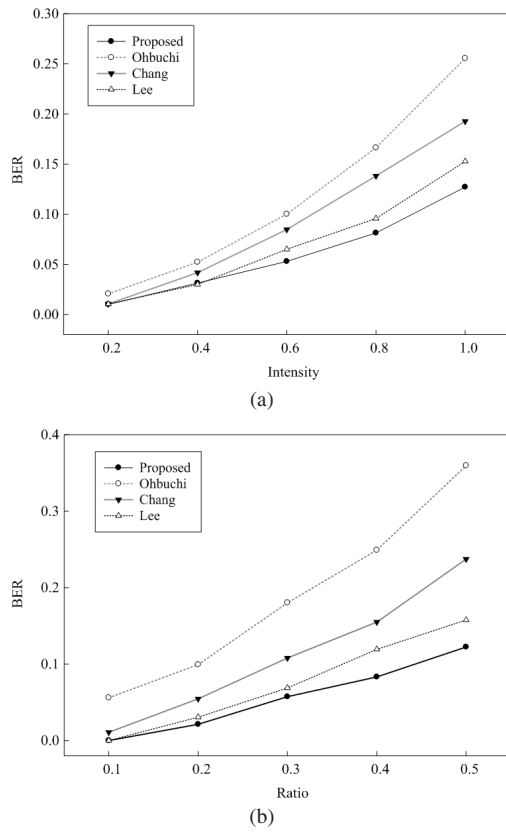 0.30
0.25
0.20
0.15
0.10
0.05
0.00
BER
Proposed
Ohbuchi
Chang
Lee
0.2 0.4 0.6 0.8 1.0
Intensity
(a)
0.4
0.3
0.2
0.1
0.0
BER
Proposed
Ohbuchi
Chang
Lee
0.1 0.2 0.3 0.4 0.5
Ratio
(b)